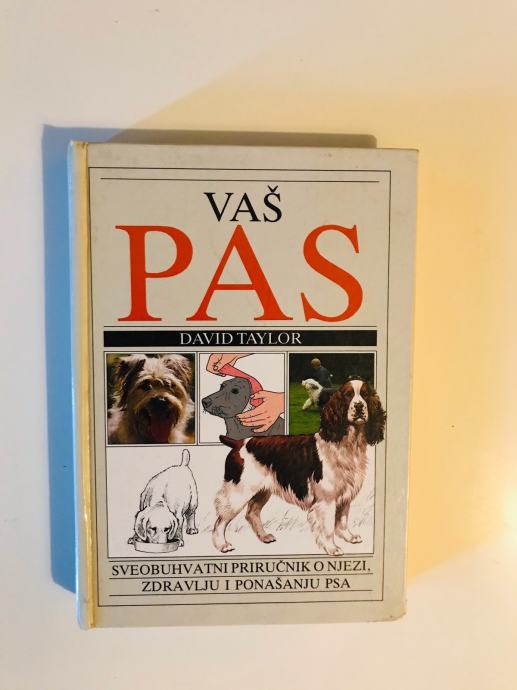 VAŠ
PAS
DAVID TAYLOR
SVEOBUHVATNI PRIRUČNIK O NJEZI,
ZDRAVLJU I PONAŠANJU PSA